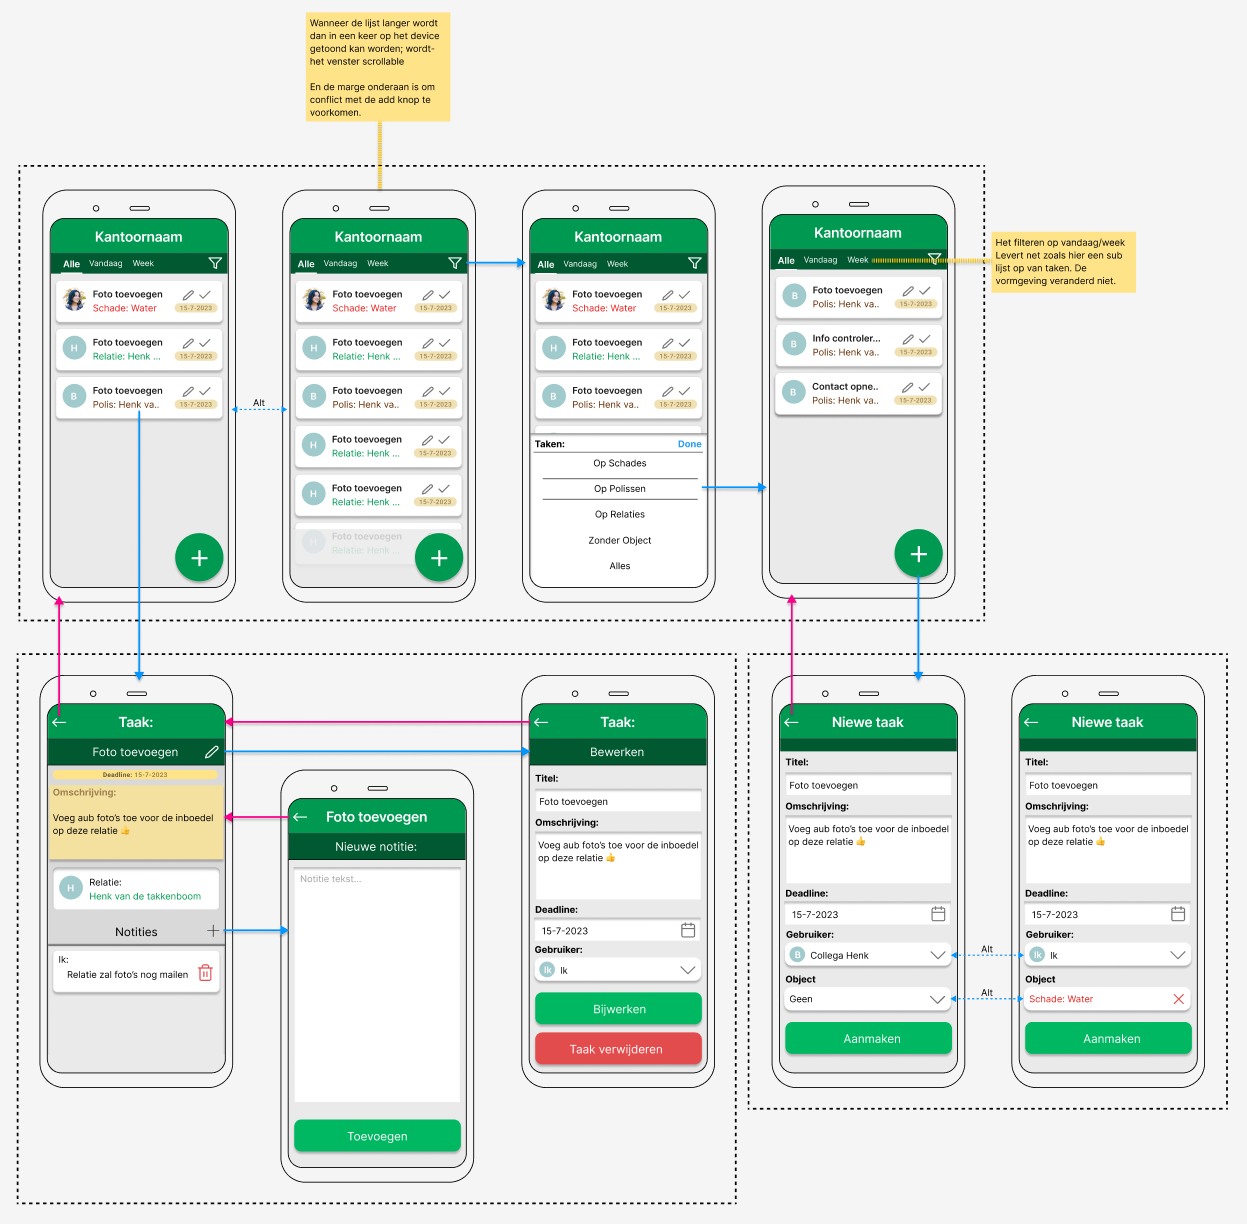 Wanneer de lijst langer wordt
dan in een keer op het device
getoond kan worden; wordt-
het venster scrollable
En de marge onderaan is om
conflict met de add knop te
voorkomen.
Kantoornaam
Alle Vandaag Week
Foto toevoegen
Schade: Water 15-7-2023
H Foto toevoegen
Relatie: Henk ... 15-7-2023
B Foto toevoegen
Polis: Henk va.. 15-7-2023
+
Alt
Kantoornaam
Alle Vandaag Week
Foto toevoegen
Schade: Water 15-7-2023
H Foto toevoegen
Relatie: Henk ... 15-7-2023
B Foto toevoegen
Polis: Henk va.. 15-7-2023
H Foto toevoegen
Relatie: Henk ... 15-7-2023
H Foto toevoegen
Relatie: Henk ... 15-7-2023
H Foto toevoegen
Relatie: Henk ...
+
Kantoornaam
Alle Vandaag Week
Foto toevoegen
Schade: Water 15-7-2023
H Foto toevoegen
Relatie: Henk ... 15-7-2023
B Foto toevoegen
Polis: Henk va.. 15-7-2023
Taken: Done
Op Schades
Op Polissen
Op Relaties
Zonder Object
Alles
Kantoornaam
Alle Vandaag Week
B Foto toevoegen
Polis: Henk va.. 15-7-2023
B Info controler...
Polis: Henk va.. 15-7-2023
B Contact opne..
Polis: Henk va.. 15-7-2023
+
Het filteren op vandaag/week
Levert net zoals hier een sub
lijst op van taken. De
vormgeving veranderd niet.
Taak:
Foto toevoegen
Deadline: 15-7-2023
Omschrijving:
Voeg aub foto's toe voor de inboedel
op deze relatie 👍
H Relatie:
Henk van de takkenboom
Notities +
Ik:
Relatie zal foto's nog mailen
Foto toevoegen
Nieuwe notitie:
Notitie tekst...
Toevoegen
Taak:
Bewerken
Titel:
Foto toevoegen
Omschrijving:
Voeg aub foto's toe voor de inboedel
op deze relatie 👍
Deadline:
15-7-2023
Gebruiker:
Ik Ik
Bijwerken
Taak verwijderen
Niewe taak
Titel:
Foto toevoegen
Omschrijving:
Voeg aub foto's toe voor de inboedel
op deze relatie 👍
Deadline:
15-7-2023
Gebruiker:
B Collega Henk
Object
Geen
Aanmaken
Alt
Alt
Niewe taak
Titel:
Foto toevoegen
Omschrijving:
Voeg aub foto's toe voor de inboedel
op deze relatie 👍
Deadline:
15-7-2023
Gebruiker:
Ik Ik
Object
Schade: Water
Aanmaken